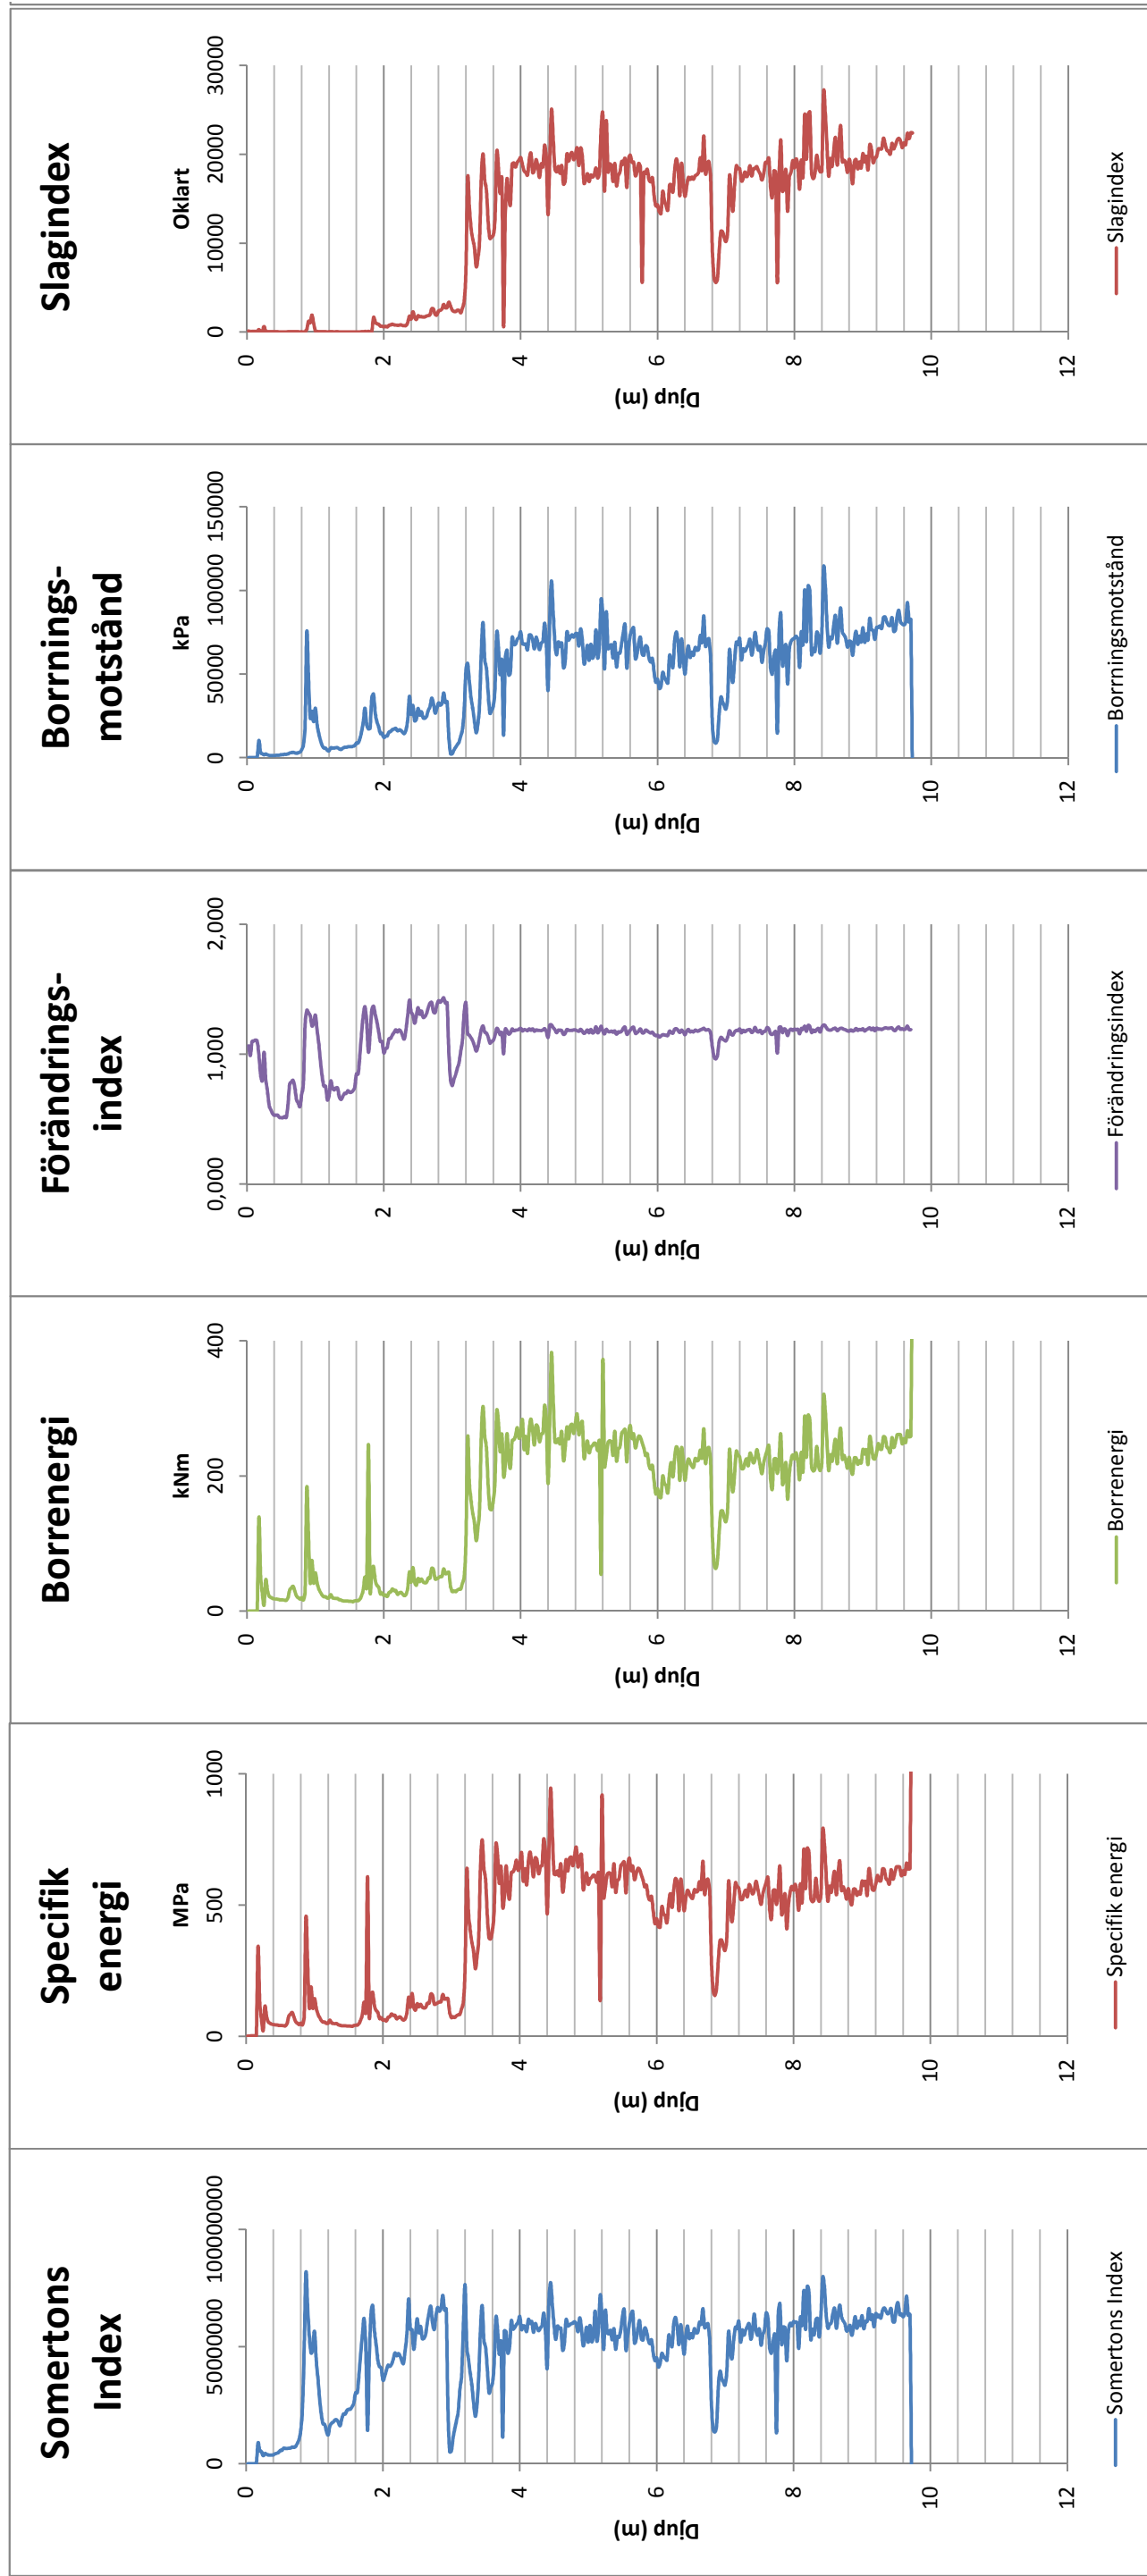 Somertons
Index
0 500000000 1000000000
0
2
4
6
8
10
12
Djup (m)
Somertons Index
Specifik
energi
MPa
0 500 1000
0
2
4
6
8
10
12
Djup (m)
Specifik energi
Borrenergi
kNm
0 200 400
0
2
4
6
8
10
12
Djup (m)
Borrenergi
Förändrings-
index
0,000 1,000 2,000
0
2
4
6
8
10
12
Djup (m)
Förändringsindex
Borrnings-
motstånd
kPa
0 50000 100000 150000
0
2
4
6
8
10
12
Djup (m)
Borrningsmotstånd
Slagindex
Oklart
0 10000 20000 30000
0
2
4
6
8
10
12
Djup (m)
Slagindex